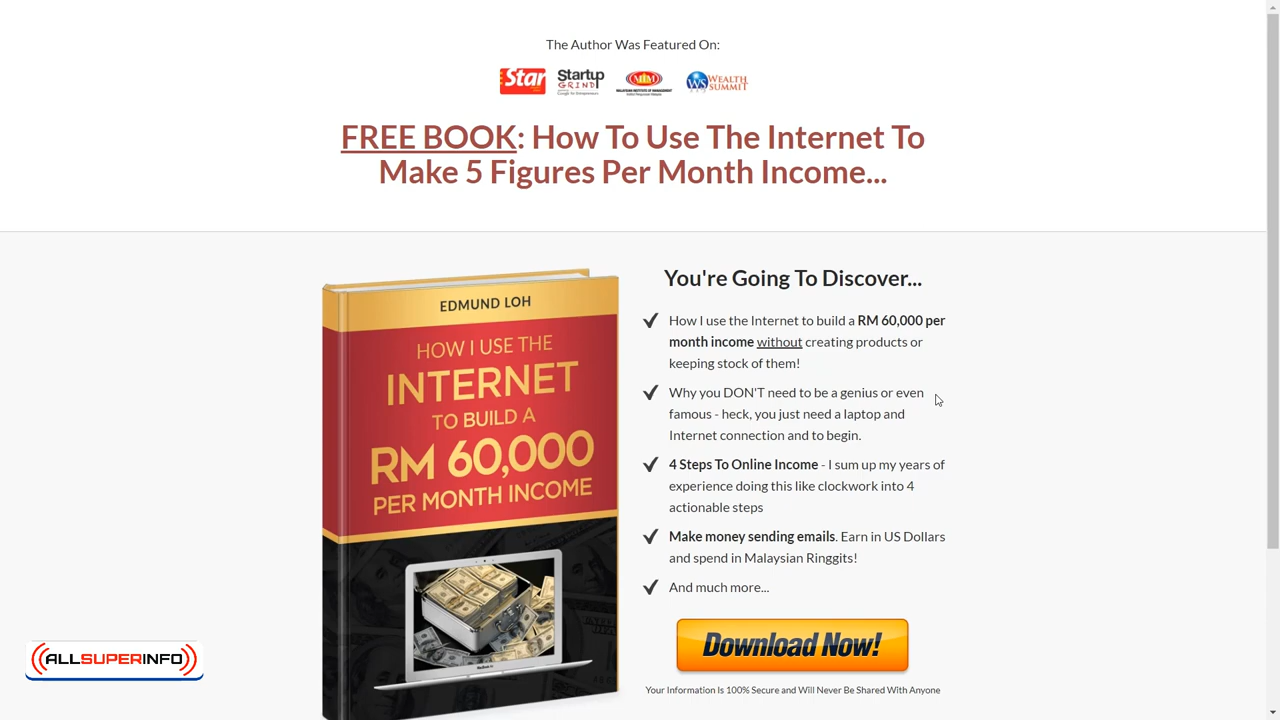 The Author Was Featured On:
Star
Startup
GRIND
MIM
WS WEALTH
SUMMIT
FREE BOOK: How To Use The Internet To
Make 5 Figures Per Month Income...
EDMUND LOH
HOW I USE THE
INTERNET
TO BUILD A
RM 60,000
PER MONTH INCOME
You're Going To Discover...
How I use the Internet to build a RM 60,000 per
month income without creating products or
keeping stock of them!
Why you DON'T need to be a genius or even
famous - heck, you just need a laptop and
Internet connection and to begin.
4 Steps To Online Income - I sum up my years of
experience doing this like clockwork into 4
actionable steps
Make money sending emails. Earn in US Dollars
and spend in Malaysian Ringgits!
And much more...
Download Now!
Your Information Is 100% Secure and Will Never Be Shared With Anyone
ALLSUPERINFO